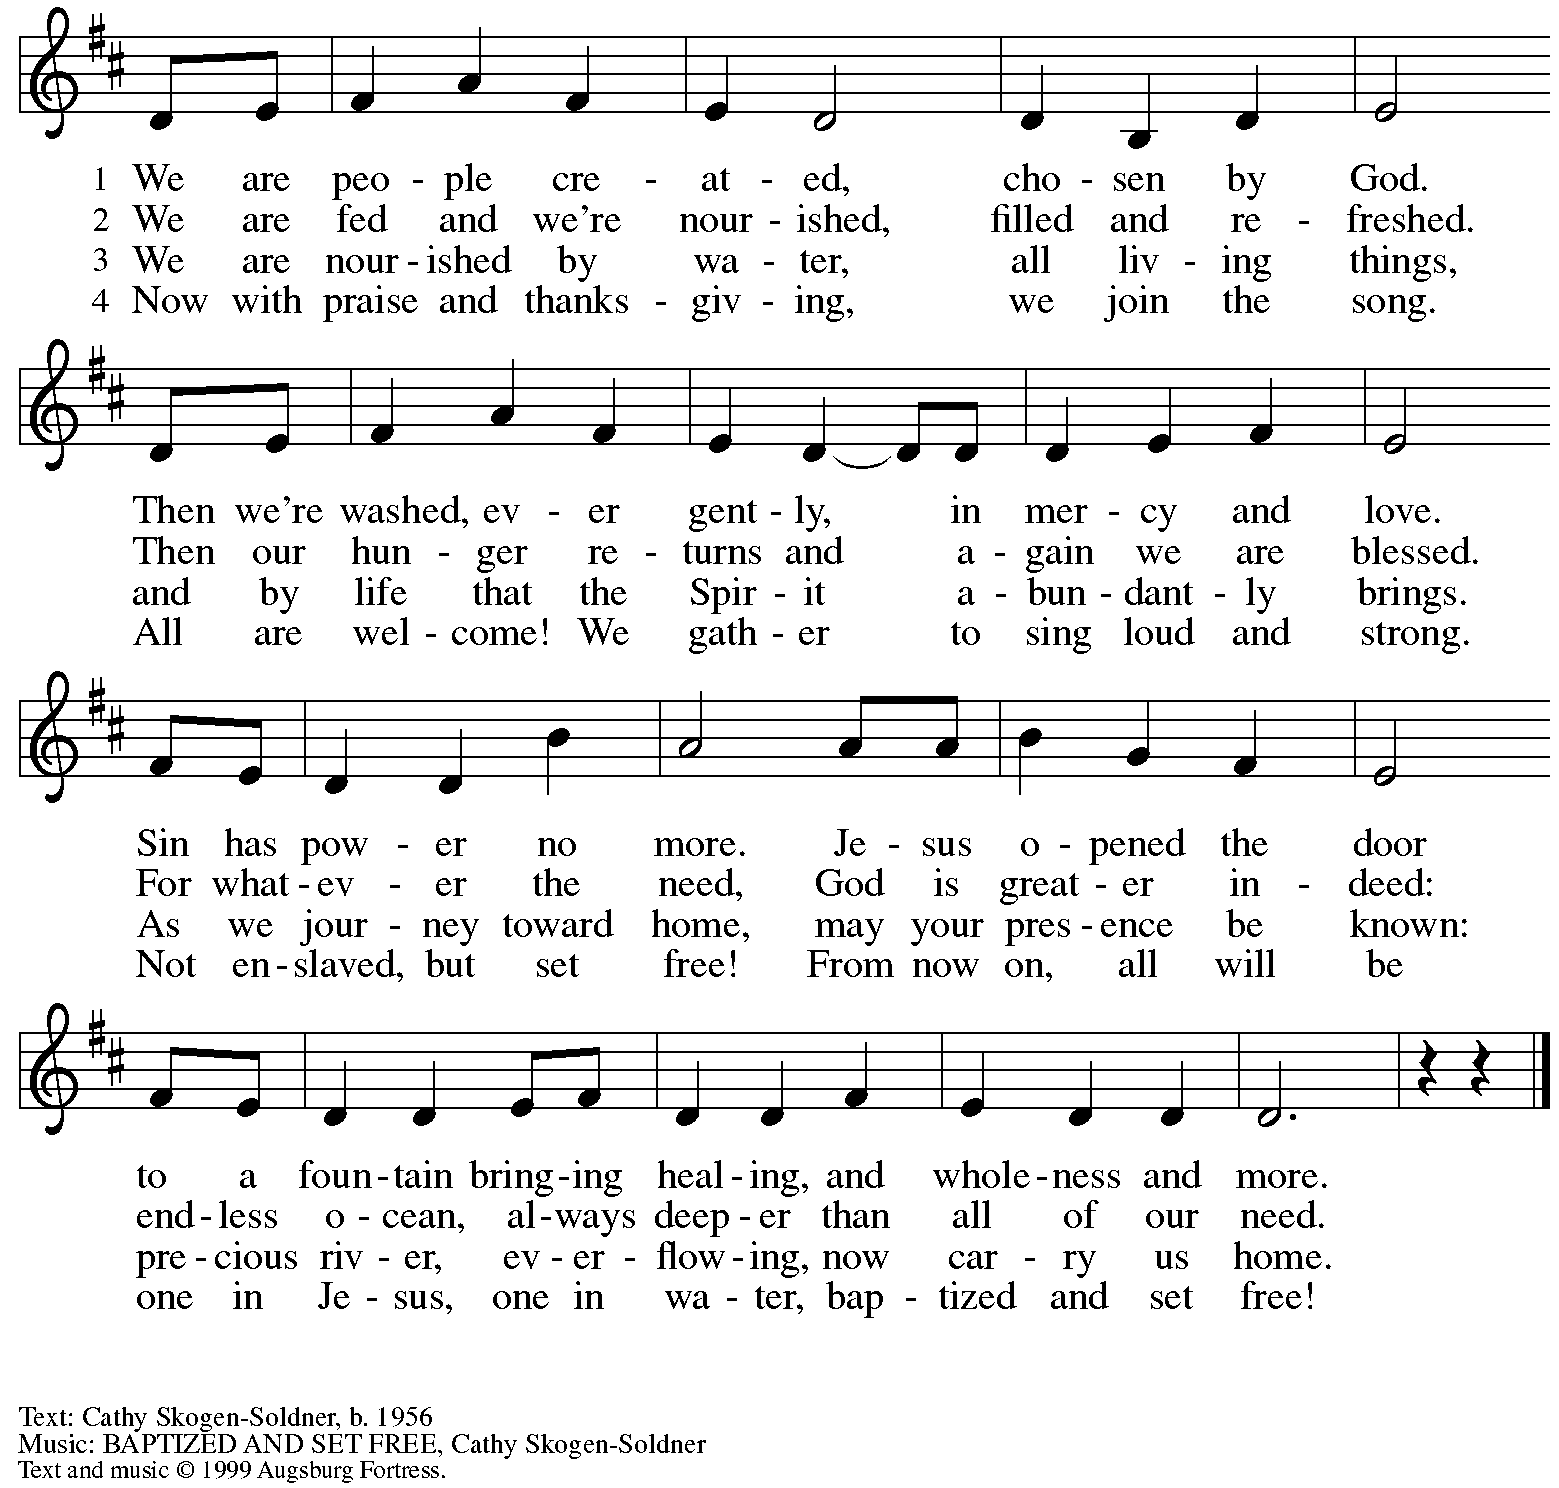 1 We are peo - ple cre - at - ed, cho - sen by God.
2 We are fed and we're nour - ished, filled and re - freshed.
3 We are nour - ished by wa - ter, all liv - ing things,
4 Now with praise and thanks - giv - ing, we join the song.
Then we're washed, ev - er gent - ly, in mer - cy and love.
Then our hun - ger re - turns and a - gain we are blessed.
and by life that the Spir - it a - bun - dant - ly brings.
All are wel - come! We gath - er to sing loud and strong.
Sin has pow - er no more. Je - sus o - pened the door
For what - ev - er the need, God is great - er in - deed:
As we jour - ney toward home, may your pres - ence be known:
Not en - slaved, but set free! From now on, all will be
to a foun - tain bring - ing heal - ing, and whole - ness and more.
end - less o - cean, al - ways deep - er than all of our need.
pre - cious riv - er, ev - er - flow - ing, now car - ry us home.
one in Je - sus, one in wa - ter, bap - tized and set free!
Text: Cathy Skogen-Soldner, b. 1956
Music: BAPTIZED AND SET FREE, Cathy Skogen-Soldner
Text and music © 1999 Augsburg Fortress.